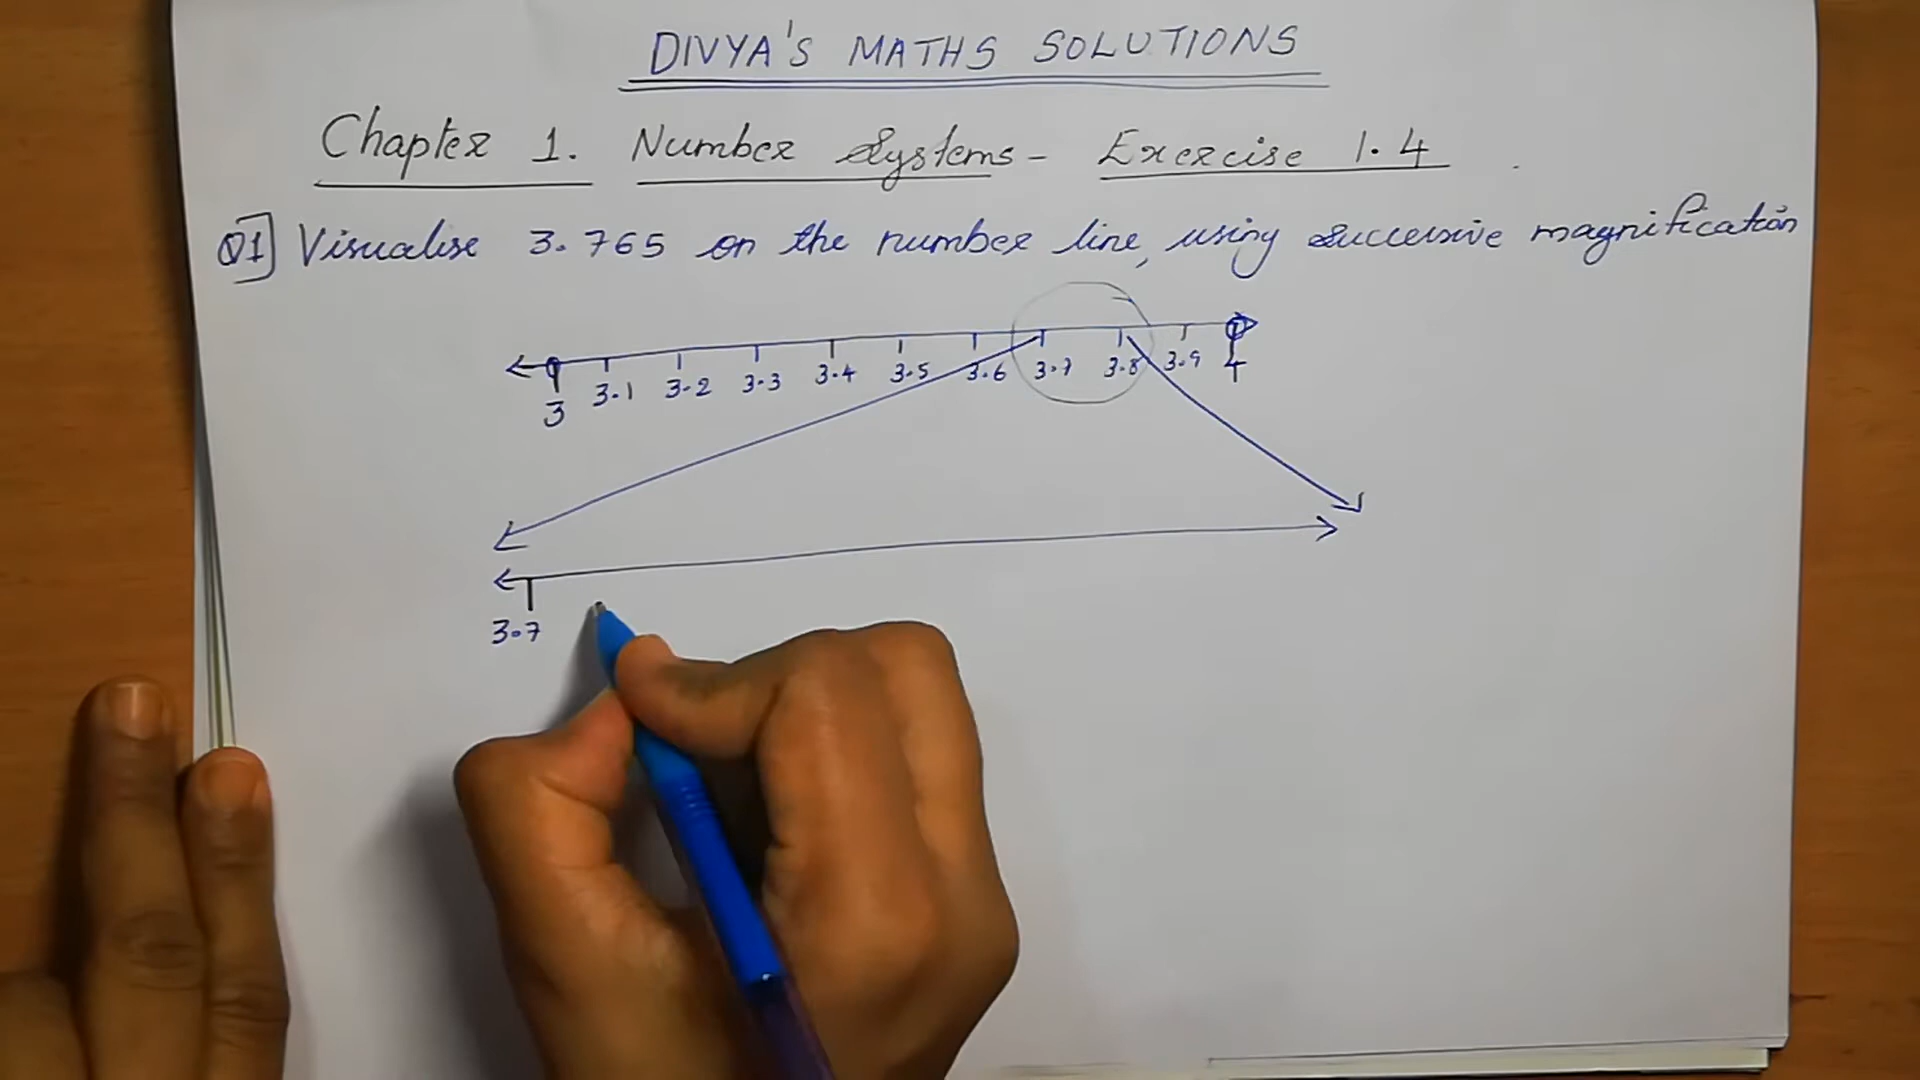 DIVYA'S MATHS SOLUTIONS
Chapter 1. Number Systems - Exercise 1.4
Q1] Visualise 3.765 on the number line, using successive magnification
3 3.1 3.2 3.3 3.4 3.5 3.6 3.7 3.8 3.9 4
3.7